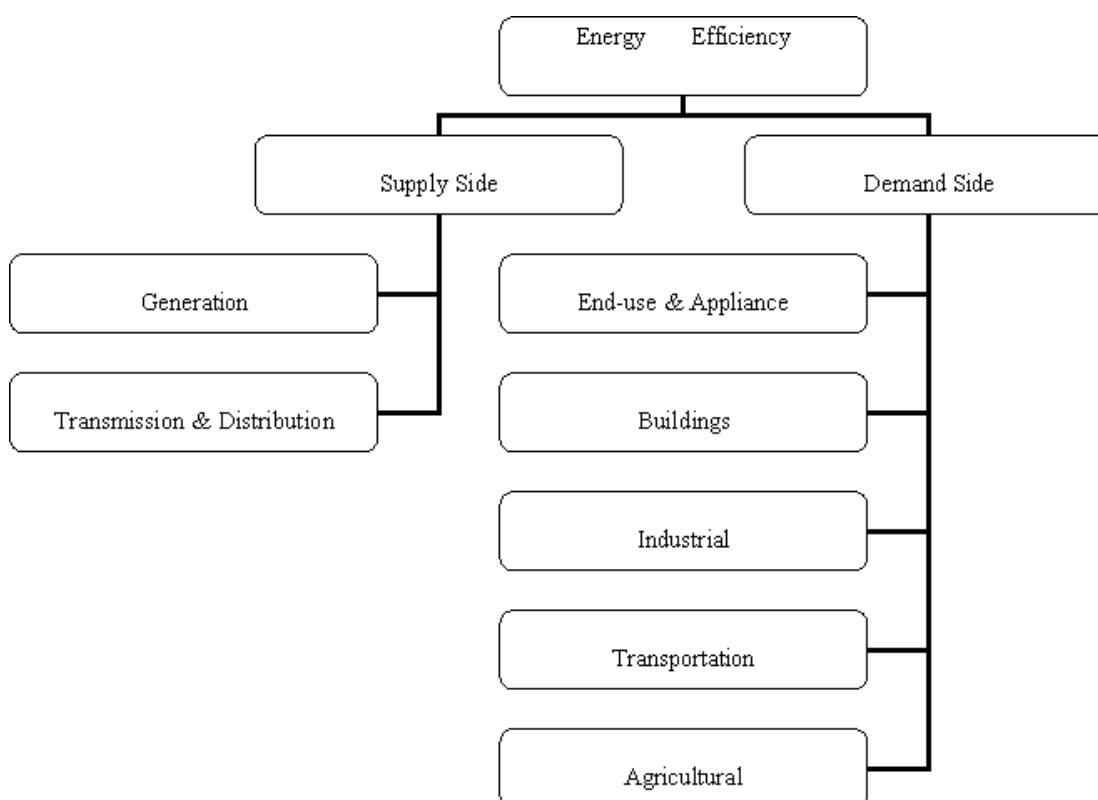 Energy Efficiency
Supply Side
Demand Side
Generation
End-use & Appliance
Transmission & Distribution
Buildings
Industrial
Transportation
Agricultural